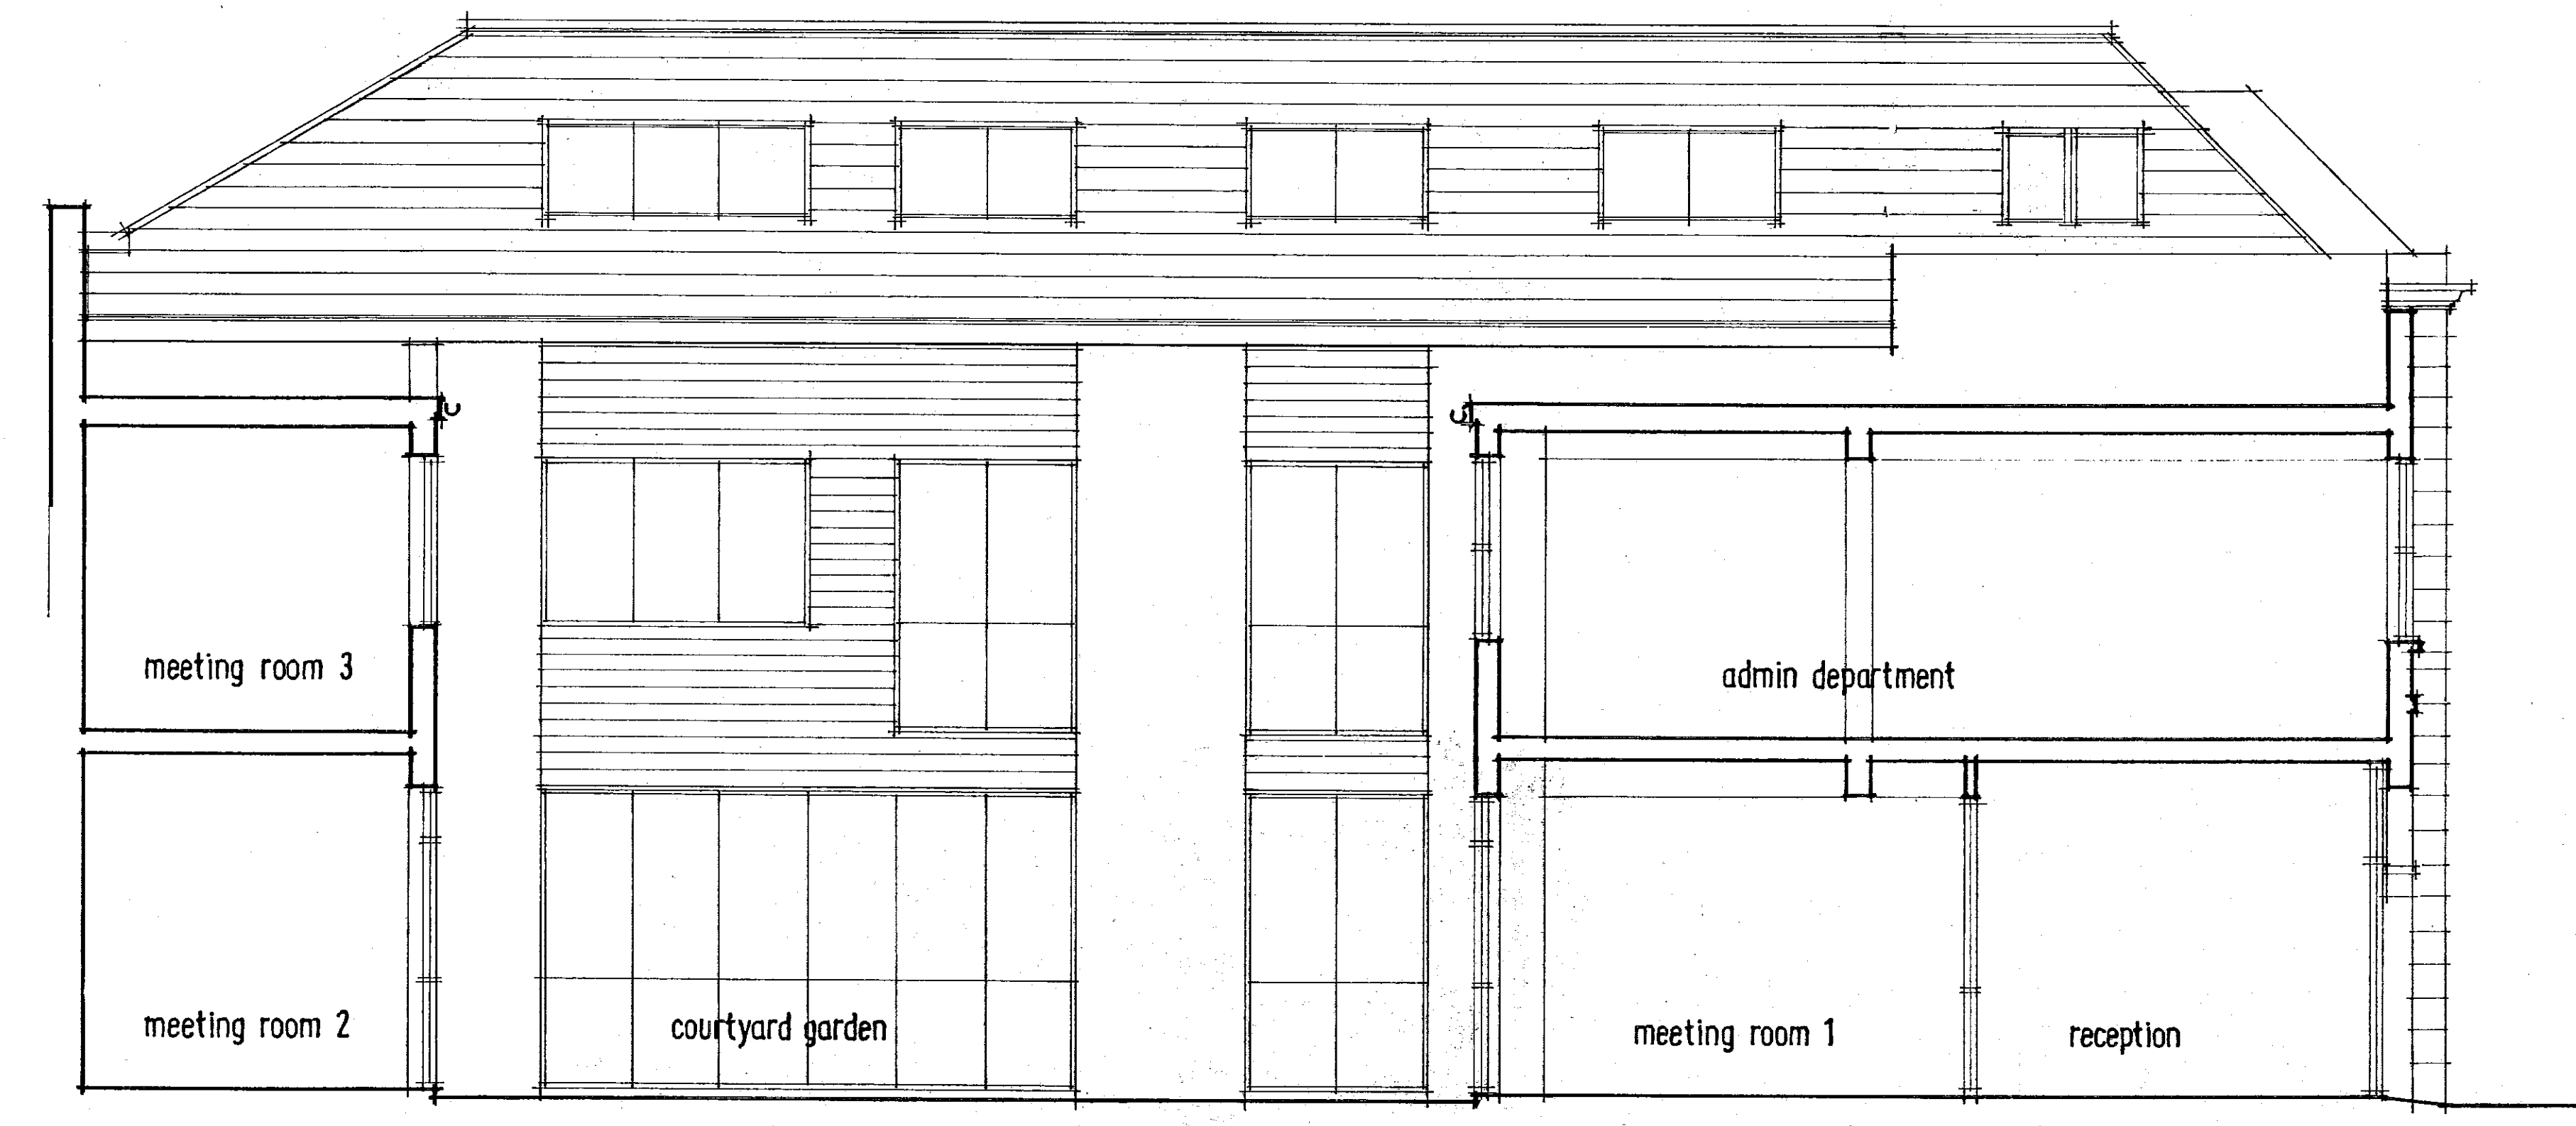 meeting room 3
admin department
meeting room 2
courtyard garden
meeting room 1
reception